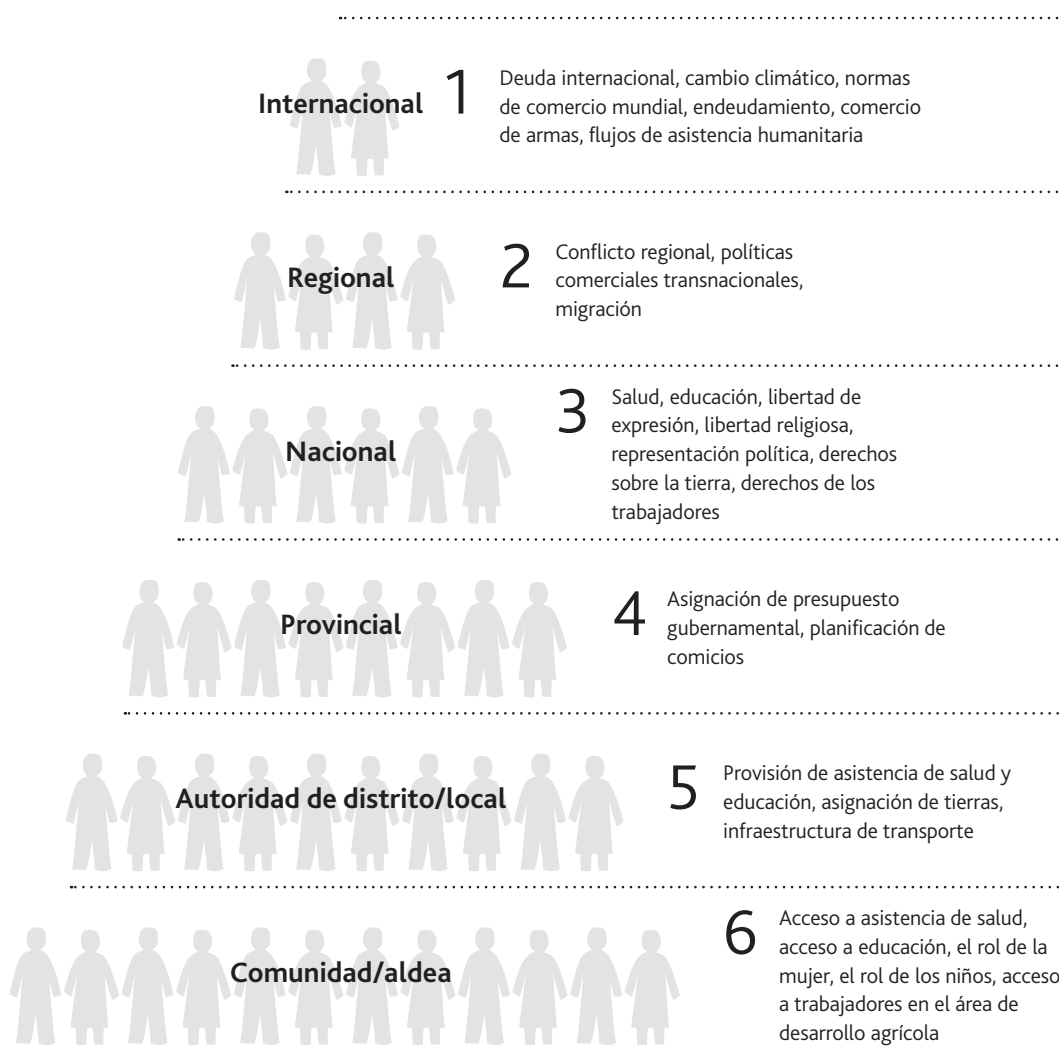 Internacional
1
Deuda internacional, cambio climático, normas
de comercio mundial, endeudamiento, comercio
de armas, flujos de asistencia humanitaria
Regional
2
Conflicto regional, políticas
comerciales transnacionales,
migración
Nacional
3
Salud, educación, libertad de
expresión, libertad religiosa,
representación política, derechos
sobre la tierra, derechos de los
trabajadores
Provincial
4
Asignación de presupuesto
gubernamental, planificación de
comicios
Autoridad de distrito/local
5
Provisión de asistencia de salud y
educación, asignación de tierras,
infraestructura de transporte
Comunidad/aldea
6
Acceso a asistencia de salud,
acceso a educación, el rol de la
mujer, el rol de los niños, acceso
a trabajadores en el área de
desarrollo agrícola